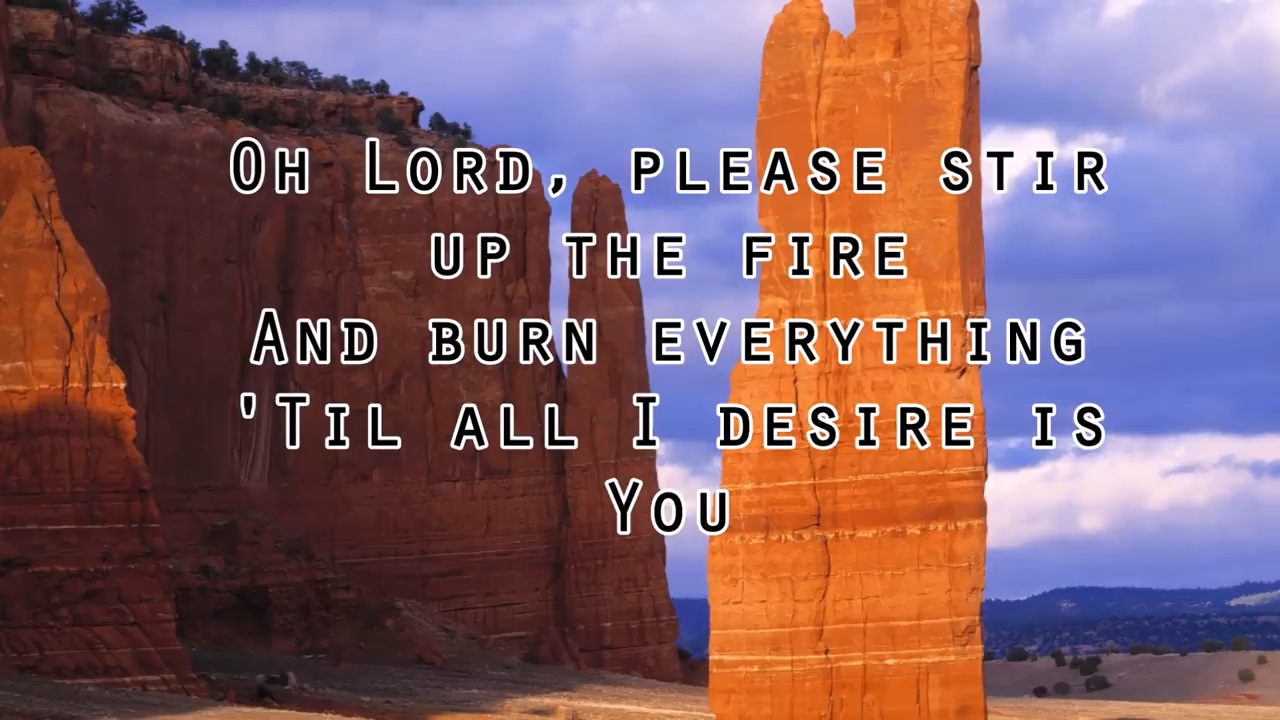 Oh Lord, please stir
up the fire
And burn everything
'Til all I desire is
You